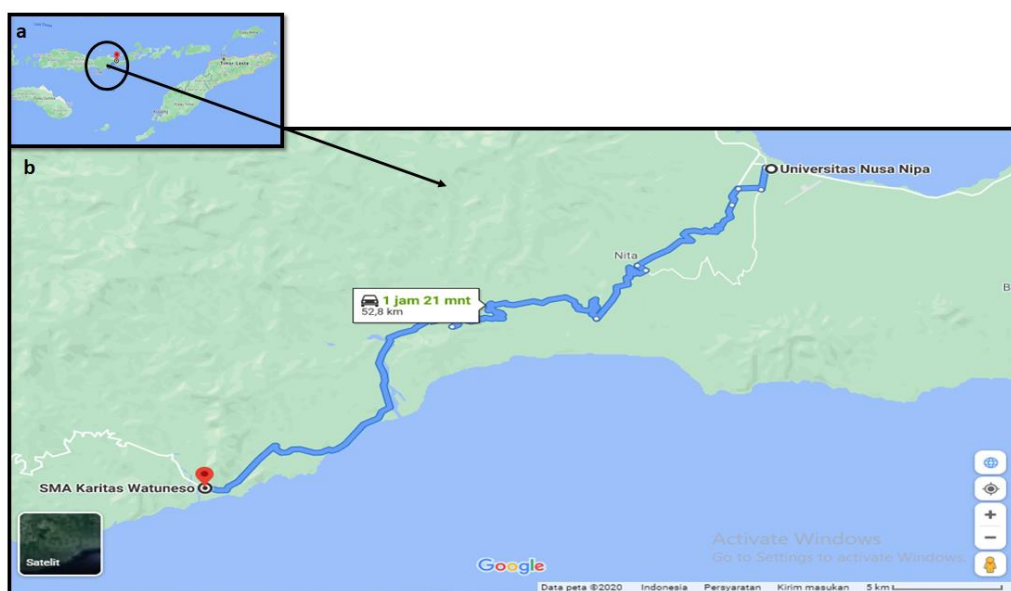 a
Timor-Leste
Kupang
b
Universitas Nusa Nipa
Nita
B
1 jam 21 mnt
52,8 km
SMA Karitas Watuneso
Satelit
Google
Activate Windows
Go to Settings to activate Windows.
Data peta ©2020 Indonesia Persyaratan Kirim masukan 5 km